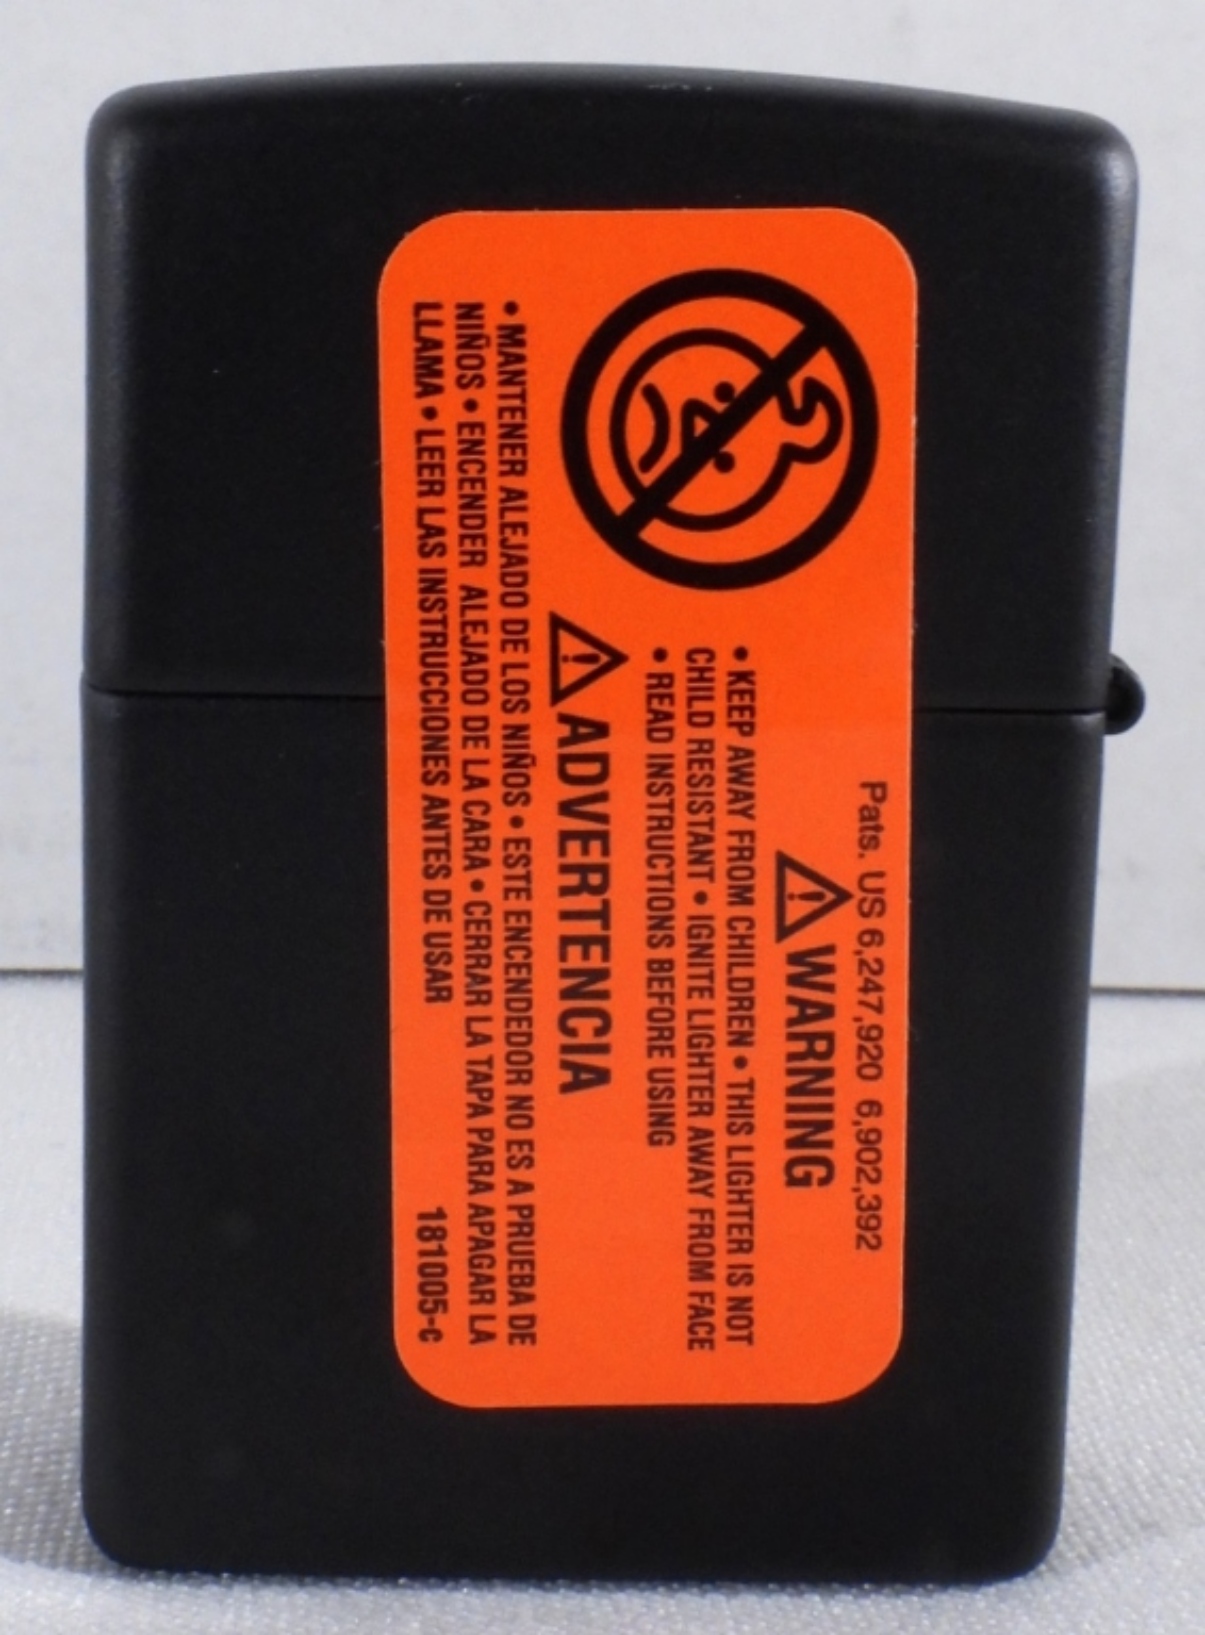 Pats. US 6,247,920 6,902,392
WARNING
• KEEP AWAY FROM CHILDREN • THIS LIGHTER IS NOT
CHILD RESISTANT • IGNITE LIGHTER AWAY FROM FACE
• READ INSTRUCTIONS BEFORE USING
ADVERTENCIA
• MANTENER ALEJADO DE LOS NIÑOS • ESTE ENCENDEDOR NO ES A PRUEBA DE
NIÑOS • ENCENDER ALEJADO DE LA CARA • CERRAR LA TAPA PARA APAGAR LA
LLAMA • LEER LAS INSTRUCCIONES ANTES DE USAR 181005-c